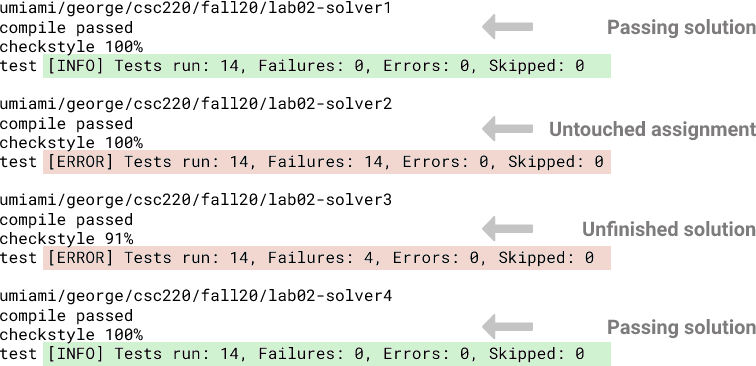 umiami/george/csc220/fall20/lab02-solver1
compile passed
Passing solution
checkstyle 100%
test [INFO] Tests run: 14, Failures: 0, Errors: 0, Skipped: 0
umiami/george/csc220/fall20/lab02-solver2
compile passed
Untouched assignment
checkstyle 100%
test [ERROR] Tests run: 14, Failures: 14, Errors: 0, Skipped: 0
umiami/george/csc220/fall20/lab02-solver3
compile passed
Unfinished solution
checkstyle 91%
test [ERROR] Tests run: 14, Failures: 4, Errors: 0, Skipped: 0
umiami/george/csc220/fall20/lab02-solver4
compile passed
Passing solution
checkstyle 100%
test [INFO] Tests run: 14, Failures: 0, Errors: 0, Skipped: 0